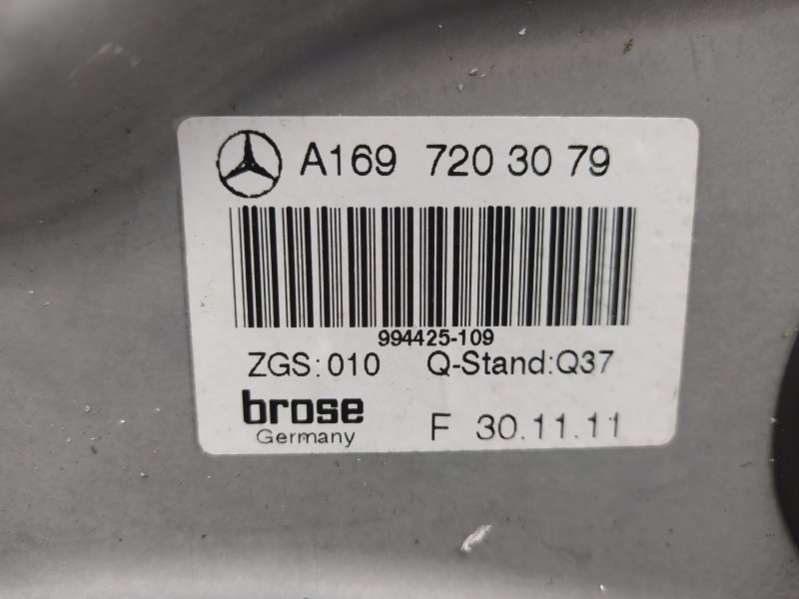 A169 720 30 79
994425-109
ZGS:010 Q-Stand:Q37
brose
Germany F 30.11.11